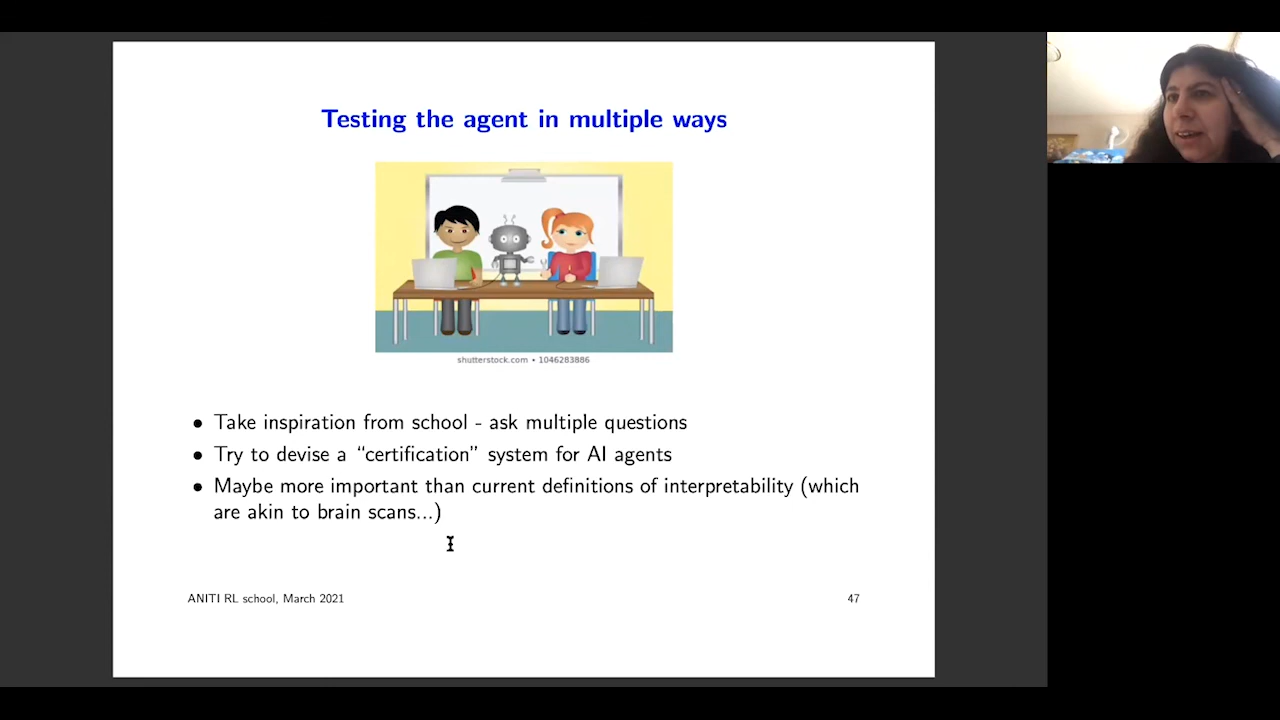 Testing the agent in multiple ways
shutterstock.com • 1046283886
• Take inspiration from school - ask multiple questions
• Try to devise a “certification” system for AI agents
• Maybe more important than current definitions of interpretability (which
are akin to brain scans...)
ANITI RL school, March 2021
47